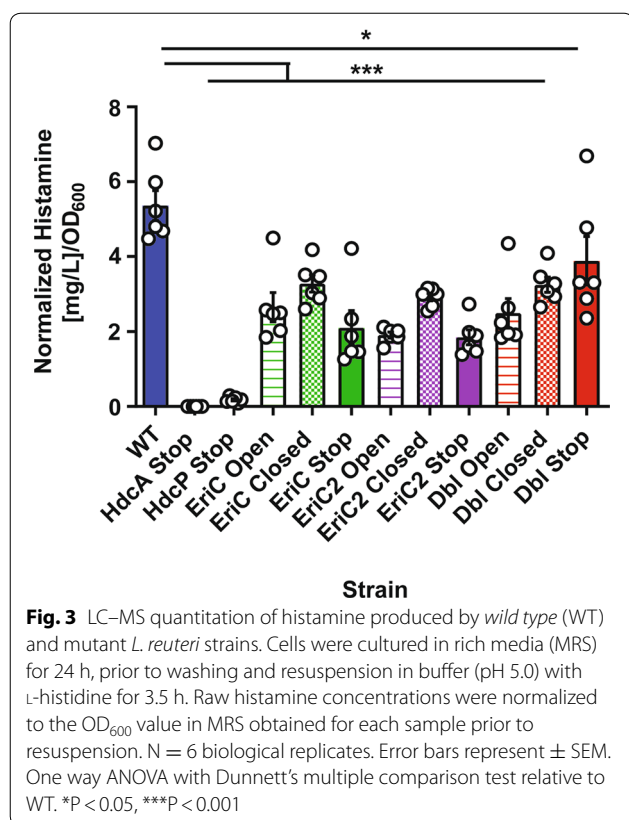 *
***
8
6
4
2
0
Normalized Histamine
[mg/L]/OD600
WT
HdcA Stop
HdcP Stop
EriC Open
EriC Closed
EriC Stop
EriC2 Open
EriC2 Closed
EriC2 Stop
Dbl Open
Dbl Closed
Dbl Stop
Strain
Fig. 3 LC–MS quantitation of histamine produced by wild type (WT)
and mutant L. reuteri strains. Cells were cultured in rich media (MRS)
for 24 h, prior to washing and resuspension in buffer (pH 5.0) with
L-histidine for 3.5 h. Raw histamine concentrations were normalized
to the OD600 value in MRS obtained for each sample prior to
resuspension. N = 6 biological replicates. Error bars represent ± SEM.
One way ANOVA with Dunnett's multiple comparison test relative to
WT. *P < 0.05, ***P < 0.001